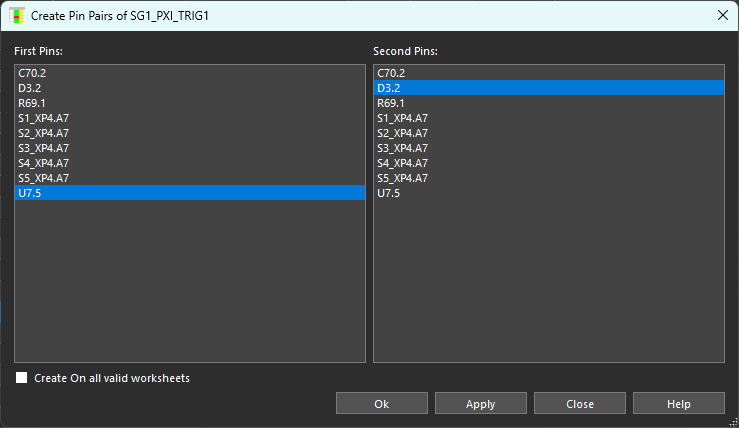 Create Pin Pairs of SG1_PXI_TRIG1
First Pins:
C70.2
D3.2
R69.1
S1_XP4.A7
S2_XP4.A7
S3_XP4.A7
S4_XP4.A7
S5_XP4.A7
U7.5
Second Pins:
C70.2
D3.2
R69.1
S1_XP4.A7
S2_XP4.A7
S3_XP4.A7
S4_XP4.A7
S5_XP4.A7
U7.5
Create On all valid worksheets
Ok Apply Close Help